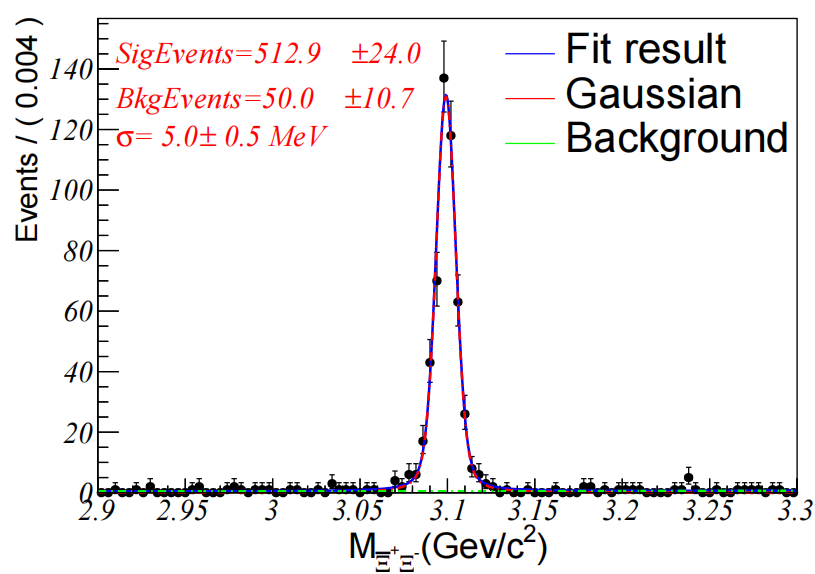 SigEvents=512.9 ±24.0
BkgEvents=50.0 ±10.7
σ= 5.0± 0.5 MeV
Fit result
Gaussian
Background
Events / ( 0.004 )
140
120
100
80
60
40
20
0
2.9 2.95 3 3.05 3.1 3.15 3.2 3.25 3.3
M_{Ξ̅⁺Ξ⁻}(Gev/c²)